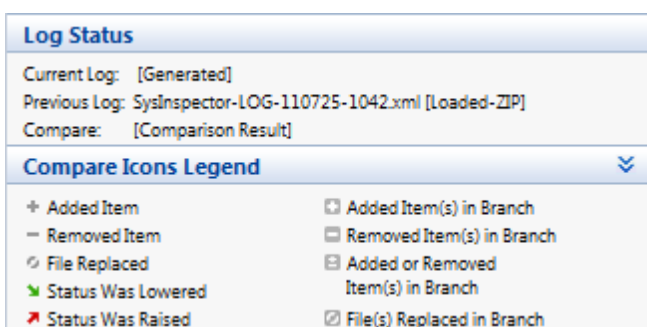 Log Status
Current Log: [Generated]
Previous Log: SysInspector-LOG-110725-1042.xml [Loaded-ZIP]
Compare: [Comparison Result]
Compare Icons Legend
Added Item
Removed Item
File Replaced
Status Was Lowered
Status Was Raised
Added Item(s) in Branch
Removed Item(s) in Branch
Added or Removed
Item(s) in Branch
File(s) Replaced in Branch